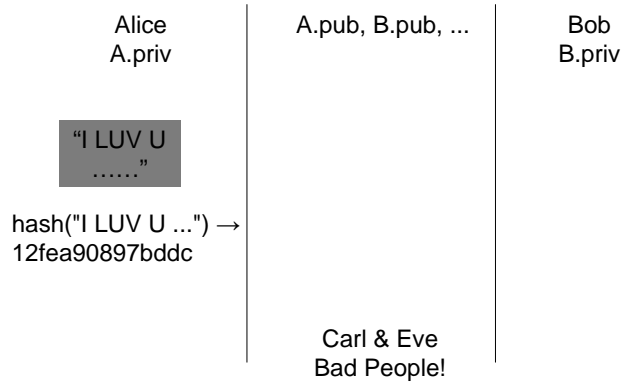 Alice
A.priv
A.pub, B.pub, ...
Bob
B.priv
“I LUV U
……”
hash("I LUV U ...") →
12fea90897bddc
Carl & Eve
Bad People!